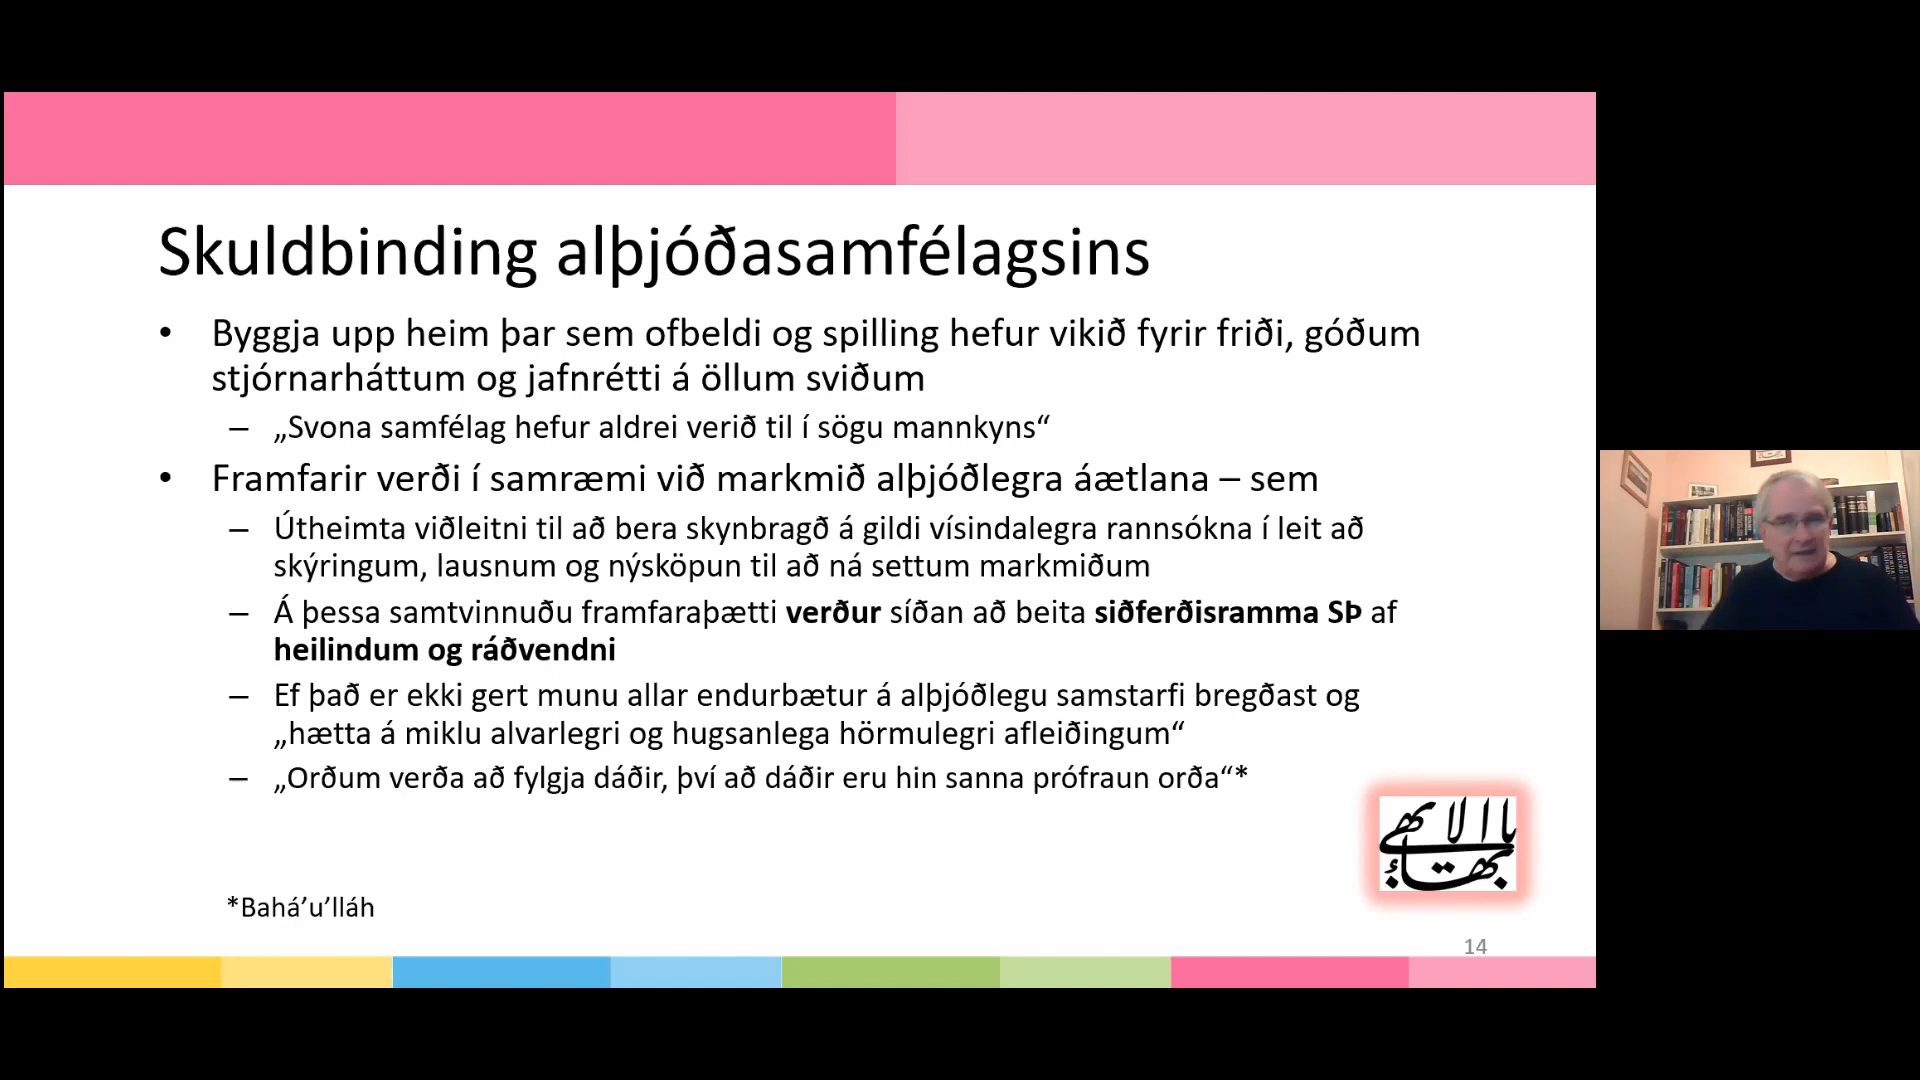 Skuldbinding alþjóðasamfélagsins
• Byggja upp heim þar sem ofbeldi og spilling hefur vikið fyrir friði, góðum
stjórnarháttum og jafnrétti á öllum sviðum
– „Svona samfélag hefur aldrei verið til í sögu mannkyns“
• Framfarir verði í samræmi við markmið alþjóðlegra áætlana – sem
– Útheimta viðleitni til að bera skynbragð á gildi vísindalegra rannsókna í leit að
skýringum, lausnum og nýsköpun til að ná settum markmiðum
– Á þessa samtvinnuðu framfaraþætti verður síðan að beita siðferðisramma SÞ af
heilindum og ráðvendni
– Ef það er ekki gert munu allar endurbætur á alþjóðlegu samstarfi bregðast og
„hætta á miklu alvarlegri og hugsanlega hörmulegri afleiðingum“
– „Orðum verða að fylgja dáðir, því að dáðir eru hin sanna prófraun orða“*
يا بهاء الابهى
*Bahá’u’lláh
14